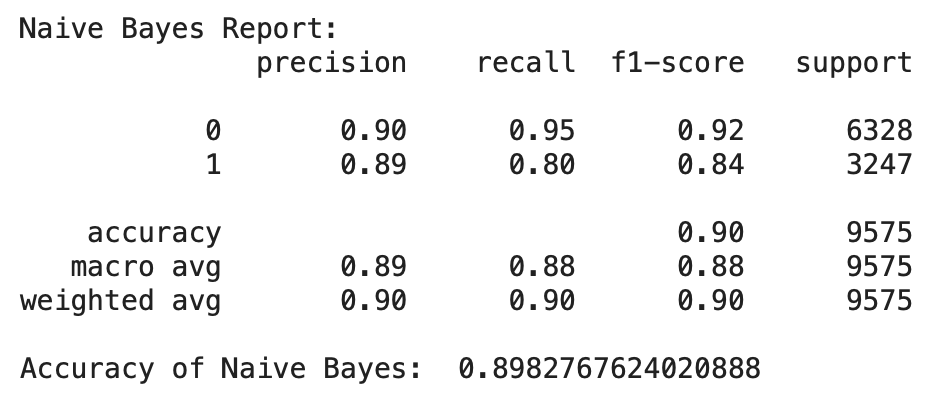 Naive Bayes Report:
precision recall f1-score support
0 0.90 0.95 0.92 6328
1 0.89 0.80 0.84 3247
accuracy 0.90 9575
macro avg 0.89 0.88 0.88 9575
weighted avg 0.90 0.90 0.90 9575
Accuracy of Naive Bayes: 0.8982767624020888